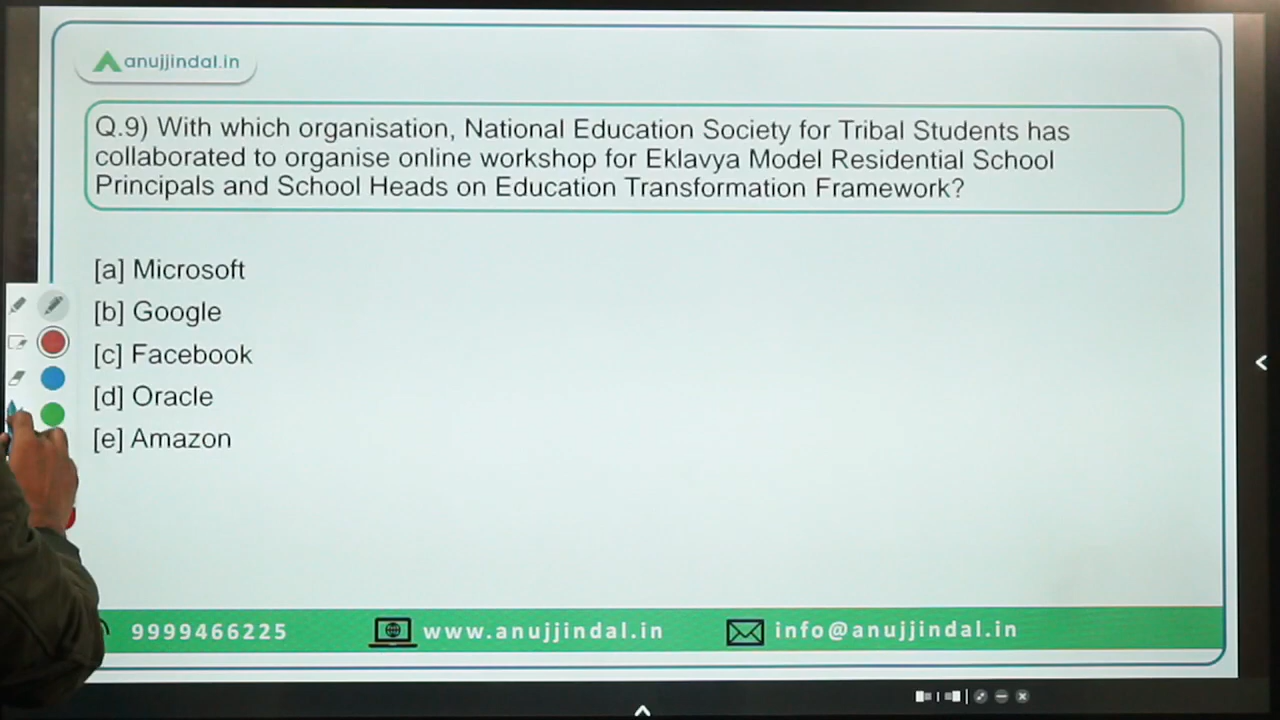 anujjindal.in
Q.9) With which organisation, National Education Society for Tribal Students has
collaborated to organise online workshop for Eklavya Model Residential School
Principals and School Heads on Education Transformation Framework?
[a] Microsoft
[b] Google
[c] Facebook
[d] Oracle
[e] Amazon
9999466225 www.anujjindal.in info@anujjindal.in